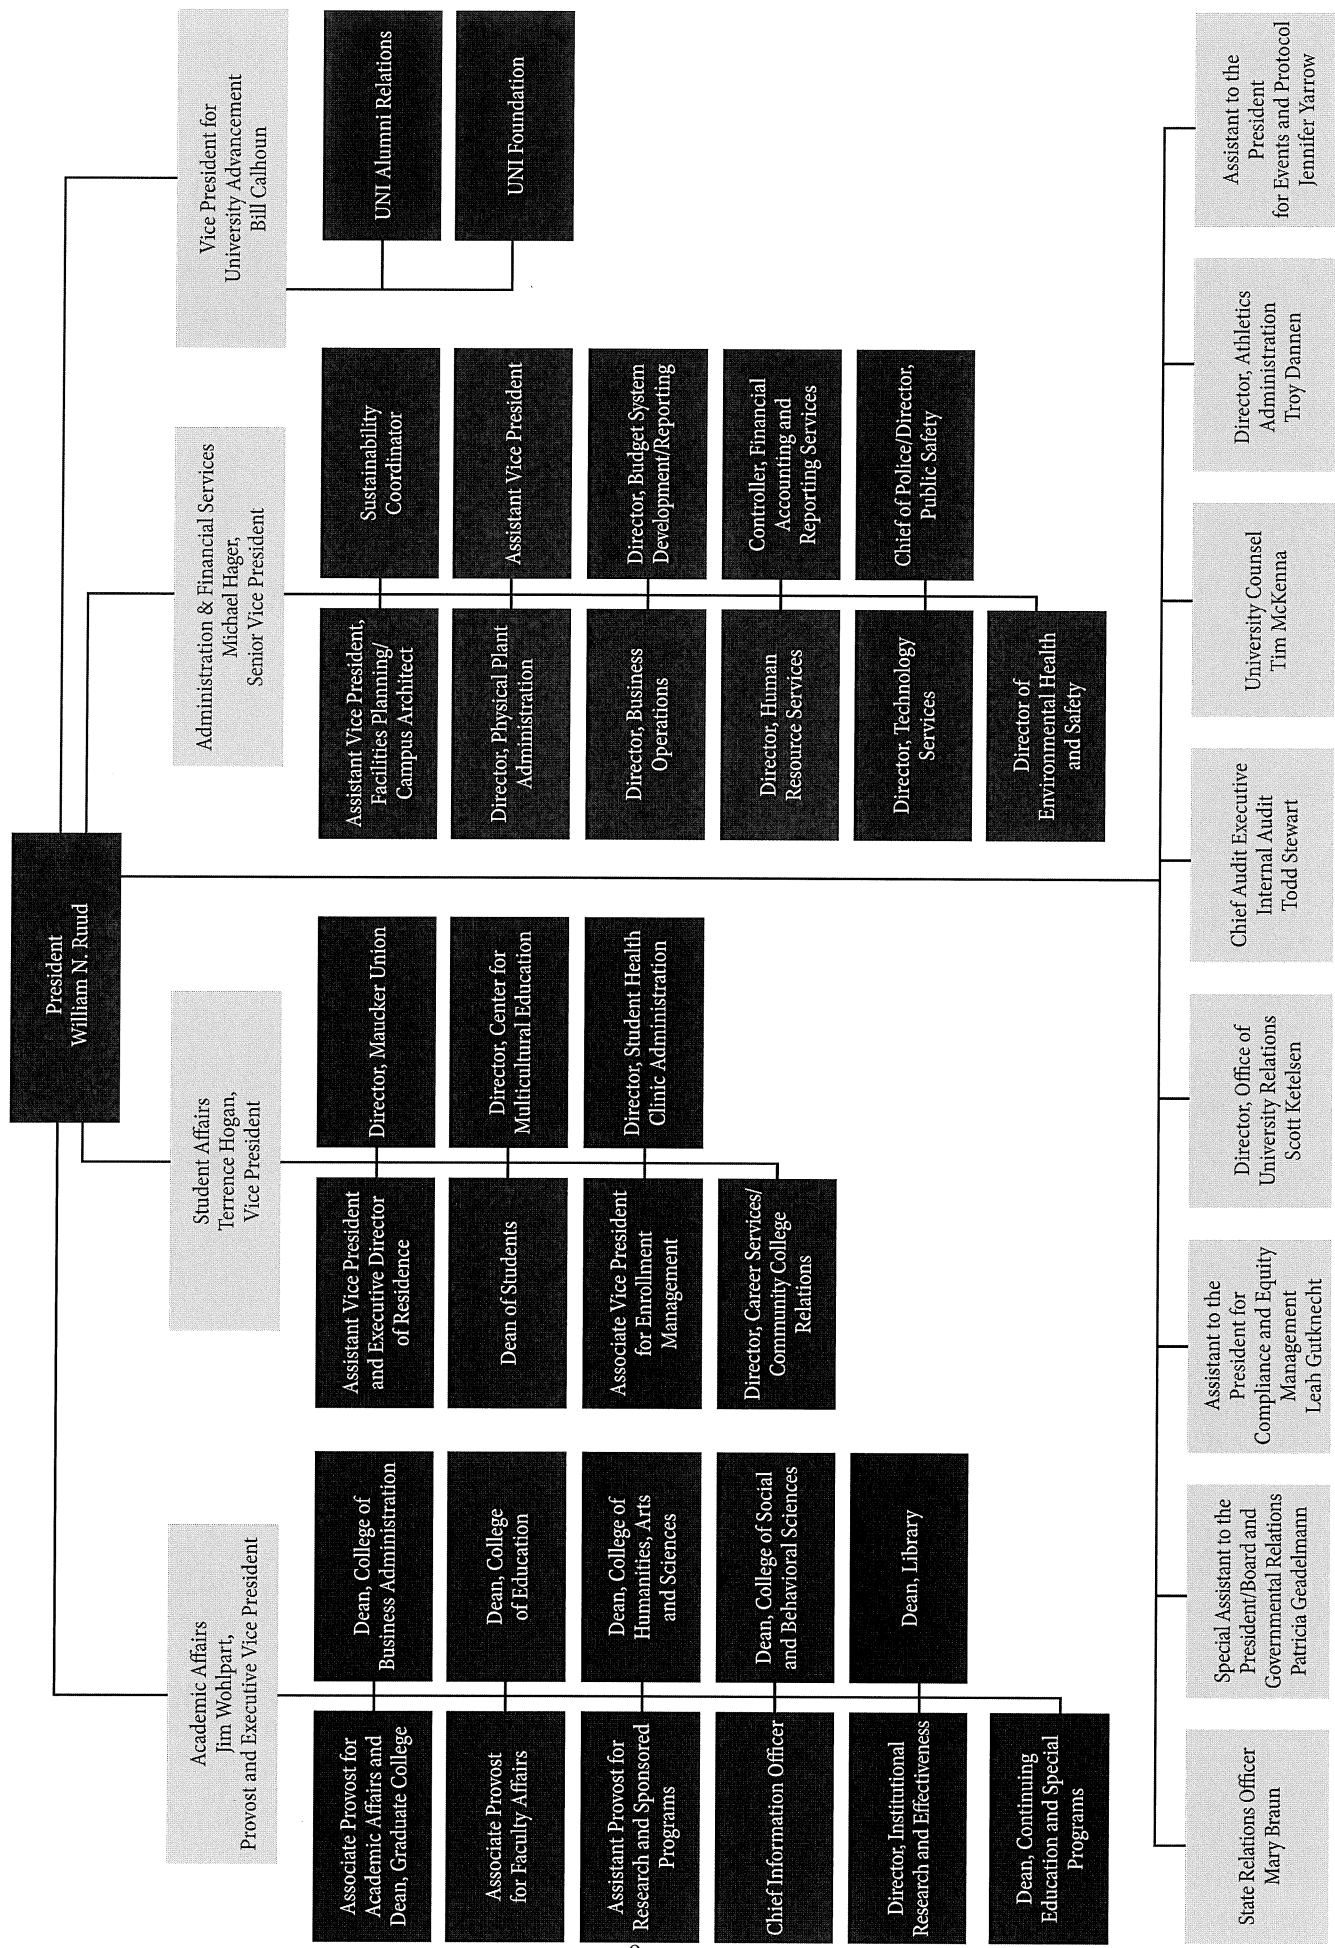 President
William N. Ruud
Academic Affairs
Jim Wohlpart,
Provost and Executive Vice President
Student Affairs
Terrence Hogan,
Vice President
Administration & Financial Services
Michael Hager,
Senior Vice President
Vice President for
University Advancement
Bill Calhoun
Associate Provost for
Academic Affairs and
Dean, Graduate College
Dean, College of
Business Administration
Associate Provost
for Faculty Affairs
Dean, College
of Education
Assistant Provost for
Research and Sponsored
Programs
Dean, College of
Humanities, Arts
and Sciences
Chief Information Officer
Dean, College of Social
and Behavioral Sciences
Director, Institutional
Research and Effectiveness
Dean, Library
Dean, Continuing
Education and Special
Programs
Assistant Vice President
and Executive Director
of Residence
Director, Maucker Union
Dean of Students
Director, Center for
Multicultural Education
Associate Vice President
for Enrollment
Management
Director, Student Health
Clinic Administration
Director, Career Services/
Community College
Relations
Assistant Vice President,
Facilities Planning/
Campus Architect
Sustainability
Coordinator
Director, Physical Plant
Administration
Assistant Vice President
Director, Business
Operations
Director, Budget System
Development/Reporting
Director, Human
Resource Services
Controller, Financial
Accounting and
Reporting Services
Director, Technology
Services
Chief of Police/Director,
Public Safety
Director of
Environmental Health
and Safety
UNI Alumni Relations
UNI Foundation
State Relations Officer
Mary Braun
Special Assistant to the
President/Board and
Governmental Relations
Patricia Geadelmann
Assistant to the
President for
Compliance and Equity
Management
Leah Gutknecht
Director, Office of
University Relations
Scott Ketelsen
Chief Audit Executive
Internal Audit
Todd Stewart
University Counsel
Tim McKenna
Director, Athletics
Administration
Troy Dannen
Assistant to the
President
for Events and Protocol
Jennifer Yarrow